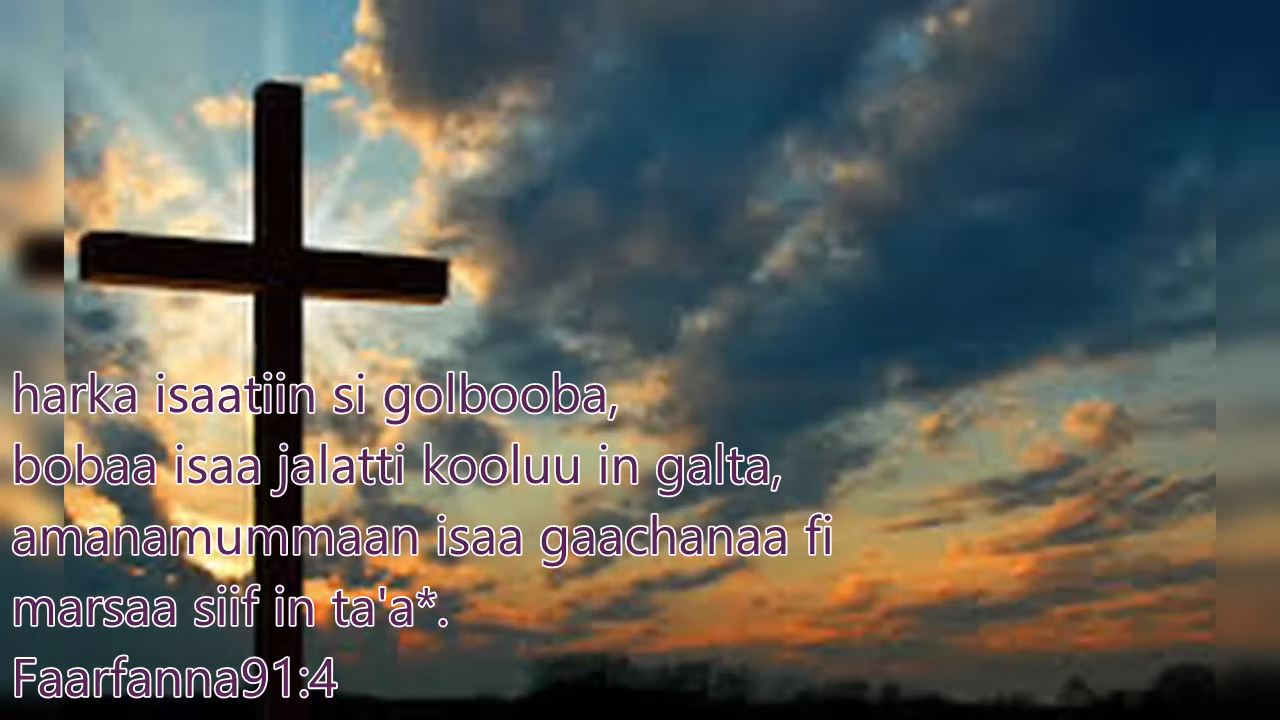 harka isaatiin si golbooba,
bobaa isaa jalatti kooluu in galta,
amanamummaan isaa gaachanaa fi
marsaa siif in ta'a*.
Faarfanna91:4